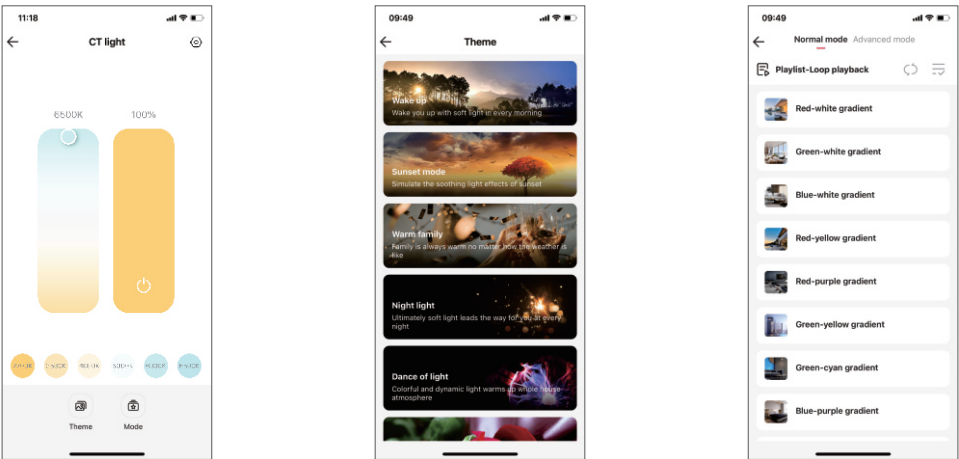 11:18
CT light
6500K
100%
Theme
Mode
09:49
Theme
Wake up
Wake you up with soft light in every morning
Sunset mode
Simulate the soothing light effects of sunset
Warm family
Family is always warm no matter how the weather is
like
Night light
Ultimately soft light leads the way for you at every
night
Dance of light
Colorful and dynamic light warms up whole house
atmosphere
09:49
Normal mode Advanced mode
Playlist-Loop playback
Red-white gradient
Green-white gradient
Blue-white gradient
Red-yellow gradient
Red-purple gradient
Green-yellow gradient
Green-cyan gradient
Blue-purple gradient